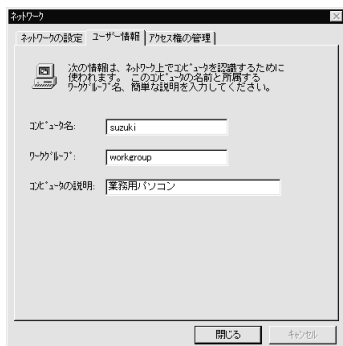 ネットワーク
ネットワークの設定 ユーザー情報 アクセス権の管理
次の情報は、ネットワーク上でコンピュータを認識するために
使われます。 このコンピュータの名前と所属する
ワークグループ名、簡単な説明を入力してください。
コンピュータ名: suzuki
ワークグループ: workgroup
コンピュータの説明: 業務用パソコン
閉じる キャンセル